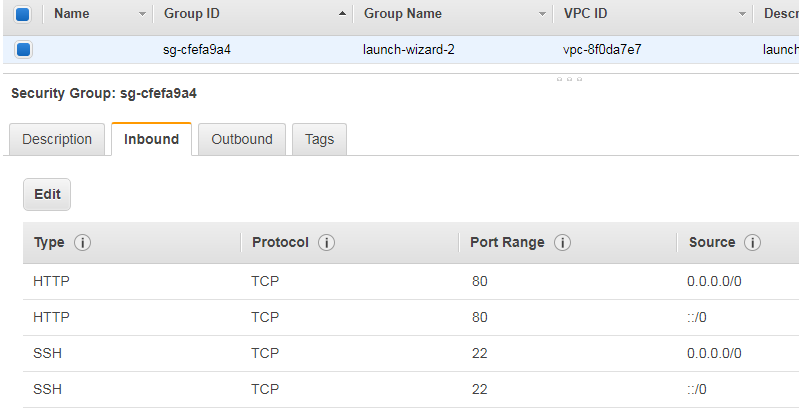 Name Group ID Group Name VPC ID Descr
sg-cfefa9a4 launch-wizard-2 vpc-8f0da7e7 launch
Security Group: sg-cfefa9a4
Description Inbound Outbound Tags
Edit
Type i Protocol i Port Range i Source i
HTTP TCP 80 0.0.0.0/0
HTTP TCP 80 ::/0
SSH TCP 22 0.0.0.0/0
SSH TCP 22 ::/0